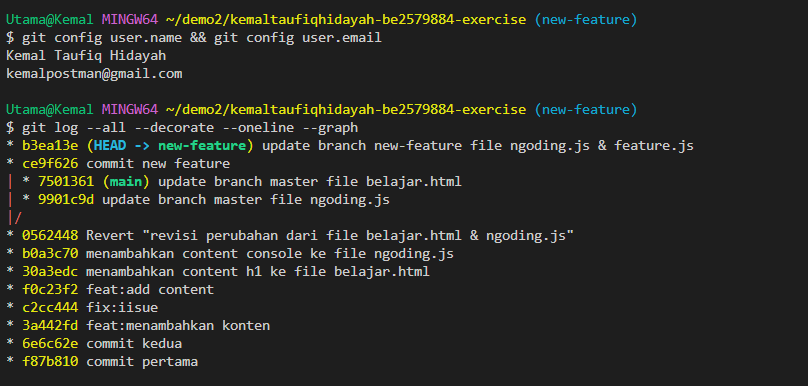 Utama@Kemal MINGW64 ~/demo2/kemaltaufiqhidayah-be2579884-exercise (new-feature)
$ git config user.name && git config user.email
Kemal Taufiq Hidayah
kemalpostman@gmail.com
Utama@Kemal MINGW64 ~/demo2/kemaltaufiqhidayah-be2579884-exercise (new-feature)
$ git log --all --decorate --oneline --graph
* b3ea13e (HEAD -> new-feature) update branch new-feature file ngoding.js & feature.js
* ce9f626 commit new feature
| * 7501361 (main) update branch master file belajar.html
| * 9901c9d update branch master file ngoding.js
|/
* 0562448 Revert "revisi perubahan dari file belajar.html & ngoding.js"
* b0a3c70 menambahkan content console ke file ngoding.js
* 30a3edc menambahkan content h1 ke file belajar.html
* f0c23f2 feat:add content
* c2cc444 fix:iisue
* 3a442fd feat:menambahkan konten
* 6e6c62e commit kedua
* f87b810 commit pertama